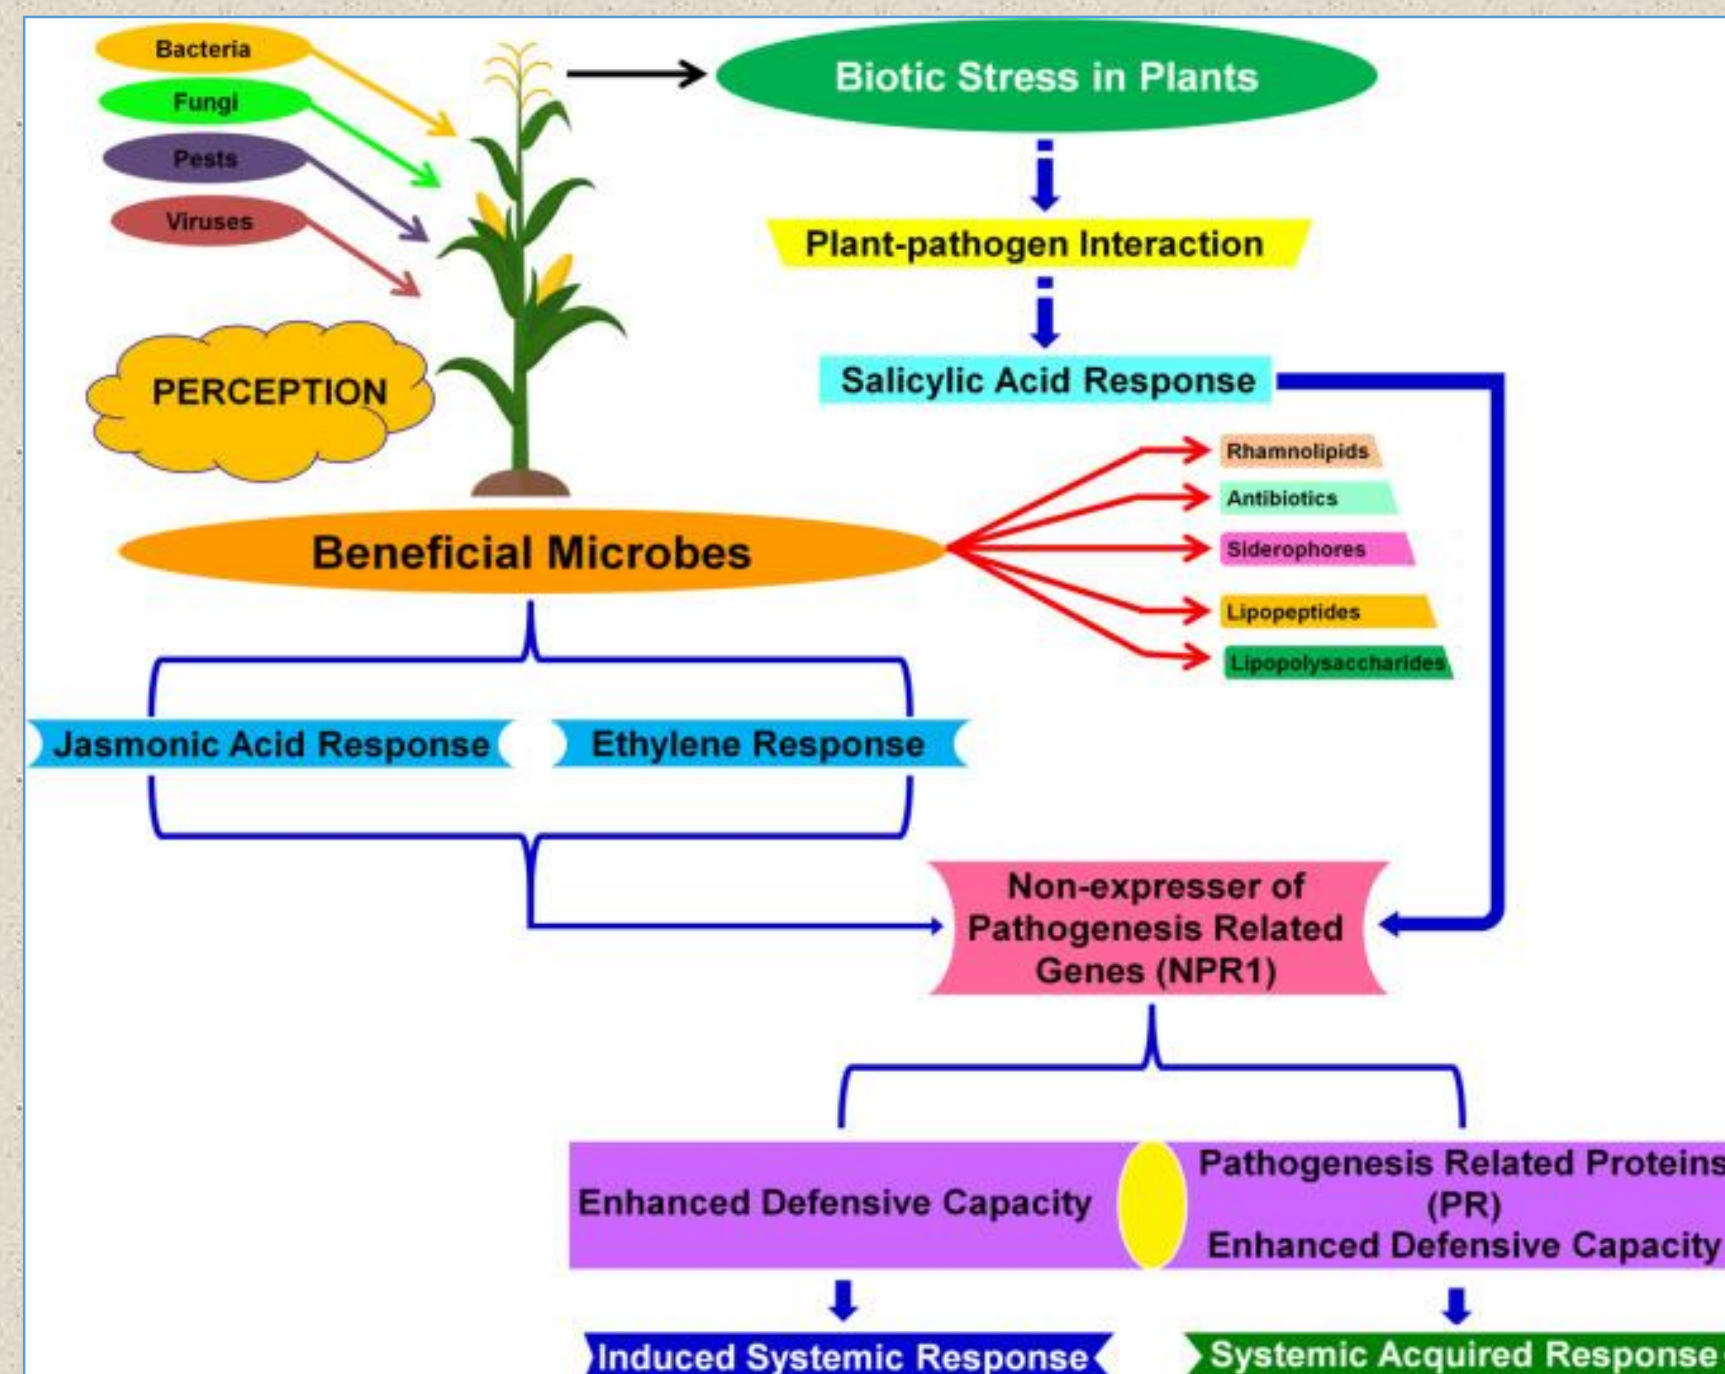 Bacteria
Fungi
Pests
Viruses
PERCEPTION
Biotic Stress in Plants
Plant-pathogen Interaction
Salicylic Acid Response
Rhamnolipids
Antibiotics
Siderophores
Lipopeptides
Lipopolysaccharides
Beneficial Microbes
Jasmonic Acid Response
Ethylene Response
Non-expresser of
Pathogenesis Related
Genes (NPR1)
Enhanced Defensive Capacity
Pathogenesis Related Proteins
(PR)
Enhanced Defensive Capacity
Induced Systemic Response
Systemic Acquired Response